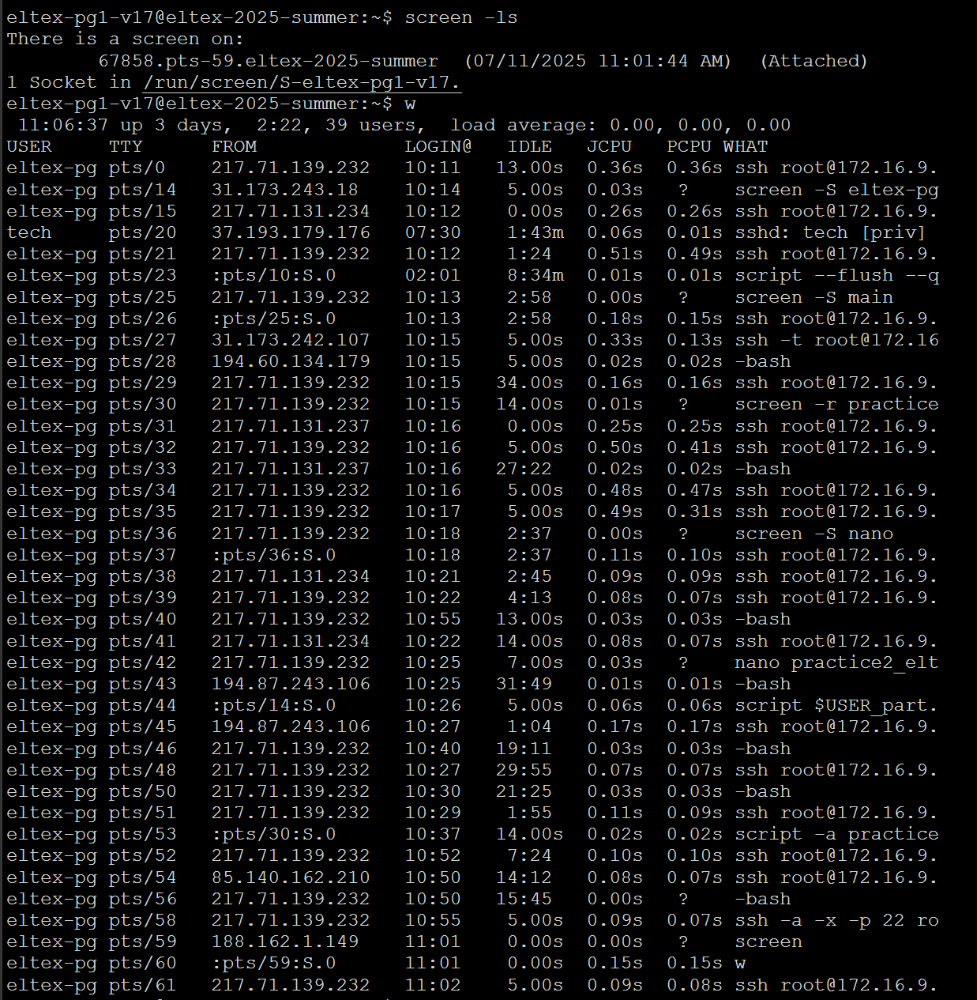 eltex-pg1-v17@eltex-2025-summer:~$ screen -ls
There is a screen on:
        67858.pts-59.eltex-2025-summer  (07/11/2025 11:01:44 AM)  (Attached)
1 Socket in /run/screen/S-eltex-pg1-v17.
eltex-pg1-v17@eltex-2025-summer:~$ w
 11:06:37 up 3 days,  2:22, 39 users,  load average: 0.00, 0.00, 0.00
USER     TTY      FROM             LOGIN@   IDLE   JCPU   PCPU WHAT
eltex-pg pts/0    217.71.139.232   10:11   13.00s  0.36s  0.36s ssh root@172.16.9.
eltex-pg pts/14   31.173.243.18    10:14    5.00s  0.03s   ?    screen -S eltex-pg
eltex-pg pts/15   217.71.131.234   10:12    0.00s  0.26s  0.26s ssh root@172.16.9.
tech     pts/20   37.193.179.176   07:30    1:43m  0.06s  0.01s sshd: tech [priv]
eltex-pg pts/21   217.71.139.232   10:12    1:24   0.51s  0.49s ssh root@172.16.9.
eltex-pg pts/23   :pts/10:S.0      02:01    8:34m  0.01s  0.01s script --flush --q
eltex-pg pts/25   217.71.139.232   10:13    2:58   0.00s   ?    screen -S main
eltex-pg pts/26   :pts/25:S.0      10:13    2:58   0.18s  0.15s ssh root@172.16.9.
eltex-pg pts/27   31.173.242.107   10:15    5.00s  0.33s  0.13s ssh -t root@172.16
eltex-pg pts/28   194.60.134.179   10:15    5.00s  0.02s  0.02s -bash
eltex-pg pts/29   217.71.139.232   10:15   34.00s  0.16s  0.16s ssh root@172.16.9.
eltex-pg pts/30   217.71.139.232   10:15   14.00s  0.01s   ?    screen -r practice
eltex-pg pts/31   217.71.131.237   10:16    0.00s  0.25s  0.25s ssh root@172.16.9.
eltex-pg pts/32   217.71.139.232   10:16    5.00s  0.50s  0.41s ssh root@172.16.9.
eltex-pg pts/33   217.71.131.237   10:16   27:22   0.02s  0.02s -bash
eltex-pg pts/34   217.71.139.232   10:16    5.00s  0.48s  0.47s ssh root@172.16.9.
eltex-pg pts/35   217.71.139.232   10:17    5.00s  0.49s  0.31s ssh root@172.16.9.
eltex-pg pts/36   217.71.139.232   10:18    2:37   0.00s   ?    screen -S nano
eltex-pg pts/37   :pts/36:S.0      10:18    2:37   0.11s  0.10s ssh root@172.16.9.
eltex-pg pts/38   217.71.131.234   10:21    2:45   0.09s  0.09s ssh root@172.16.9.
eltex-pg pts/39   217.71.139.232   10:22    4:13   0.08s  0.07s ssh root@172.16.9.
eltex-pg pts/40   217.71.139.232   10:55   13.00s  0.03s  0.03s -bash
eltex-pg pts/41   217.71.131.234   10:22   14.00s  0.08s  0.07s ssh root@172.16.9.
eltex-pg pts/42   217.71.139.232   10:25    7.00s  0.03s   ?    nano practice2_elt
eltex-pg pts/43   194.87.243.106   10:25   31:49   0.01s  0.01s -bash
eltex-pg pts/44   :pts/14:S.0      10:26    5.00s  0.06s  0.06s script $USER_part.
eltex-pg pts/45   194.87.243.106   10:27    1:04   0.17s  0.17s ssh root@172.16.9.
eltex-pg pts/46   217.71.139.232   10:40   19:11   0.03s  0.03s -bash
eltex-pg pts/48   217.71.139.232   10:27   29:55   0.07s  0.07s ssh root@172.16.9.
eltex-pg pts/50   217.71.139.232   10:30   21:25   0.03s  0.03s -bash
eltex-pg pts/51   217.71.139.232   10:29    1:55   0.11s  0.09s ssh root@172.16.9.
eltex-pg pts/53   :pts/30:S.0      10:37   14.00s  0.02s  0.02s script -a practice
eltex-pg pts/52   217.71.139.232   10:52    7:24   0.10s  0.10s ssh root@172.16.9.
eltex-pg pts/54   85.140.162.210   10:50   14:12   0.08s  0.07s ssh root@172.16.9.
eltex-pg pts/56   217.71.139.232   10:50   15:45   0.00s   ?    -bash
eltex-pg pts/58   217.71.139.232   10:55    5.00s  0.09s  0.07s ssh -a -x -p 22 ro
eltex-pg pts/59   188.162.1.149    11:01    0.00s  0.00s   ?    screen
eltex-pg pts/60   :pts/59:S.0      11:01    0.00s  0.15s  0.15s w
eltex-pg pts/61   217.71.139.232   11:02    5.00s  0.09s  0.08s ssh root@172.16.9.